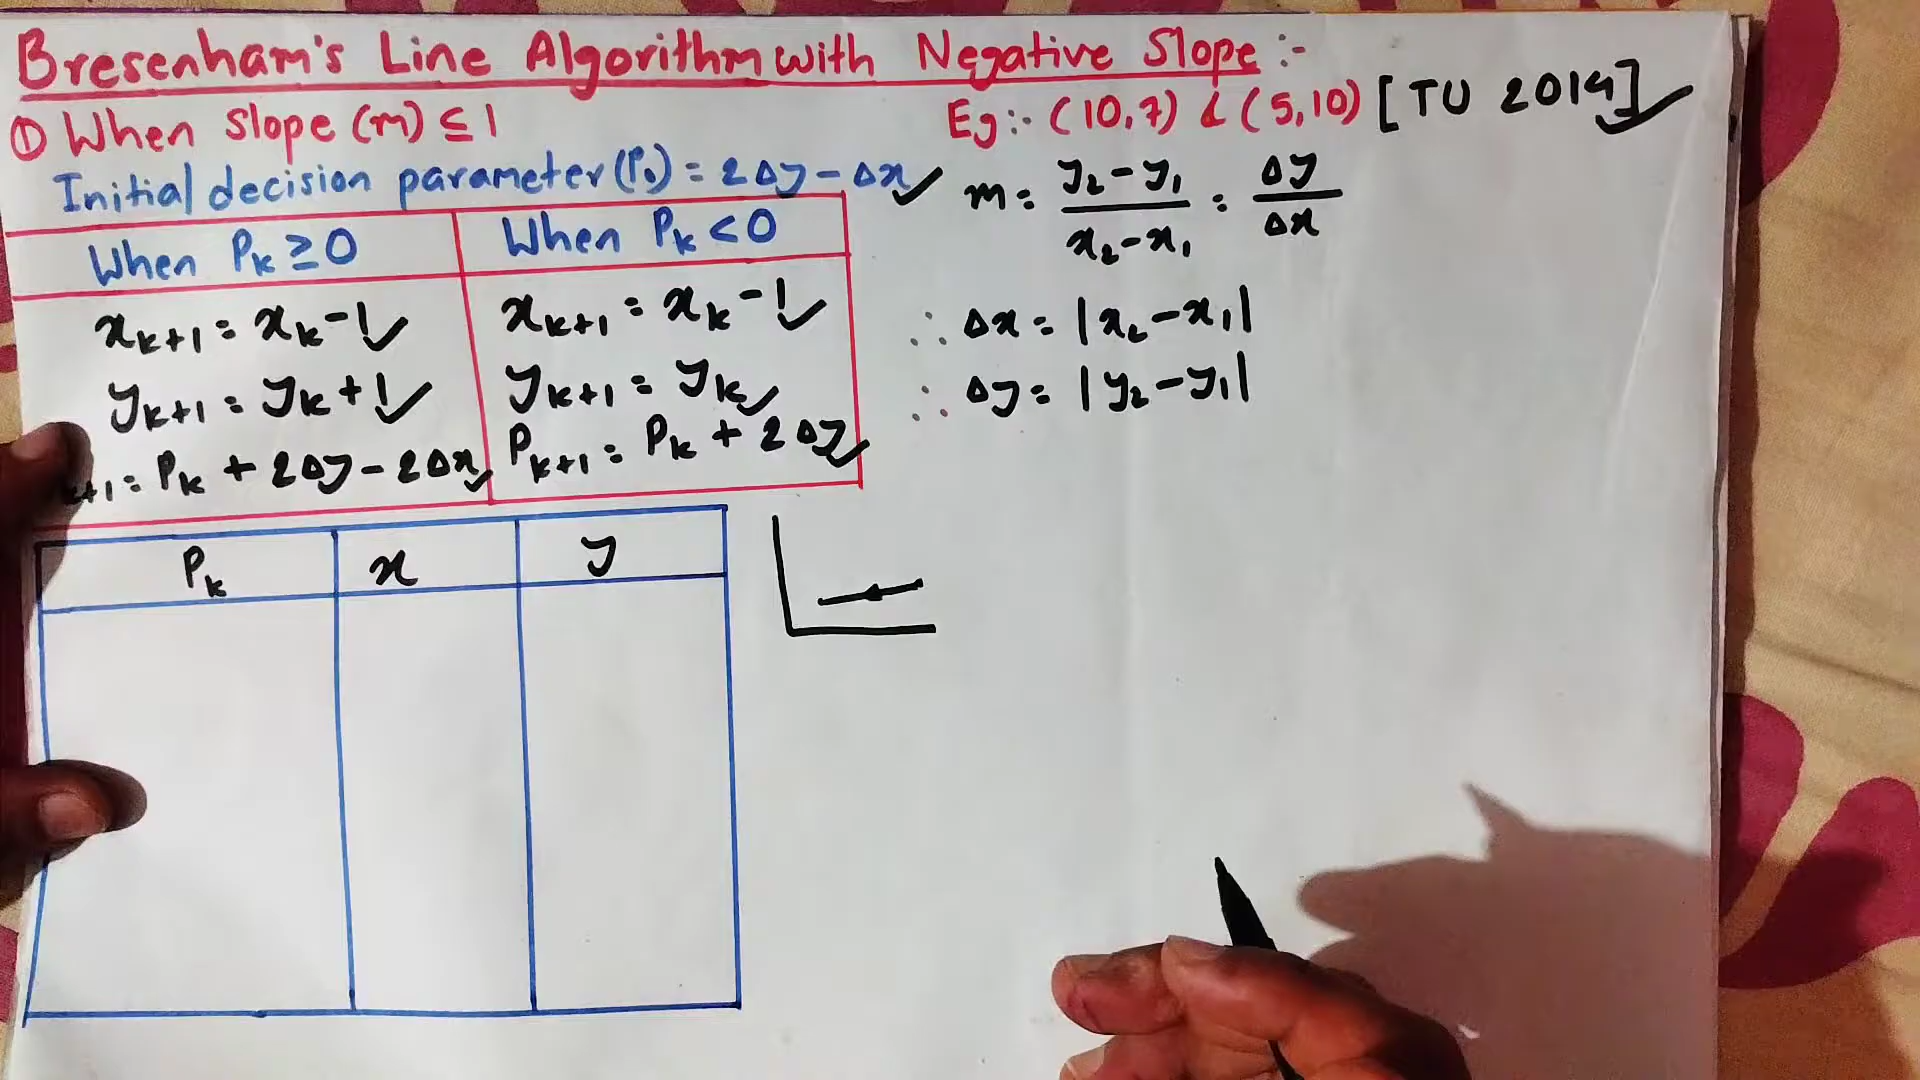 Bresenham's Line Algorithm with Negative Slope :-
① When slope (m) ≤ 1
Eg:- (10,7) & (5,10) [TU 2014]
Initial decision parameter (P₀) = 2Δy - Δx ✓
m = y₂ - y₁ / x₂ - x₁ = Δy / Δx
When Pk ≥ 0
When Pk < 0
xk+1 = xk - 1 ✓
yk+1 = yk + 1 ✓
k+1 = Pk + 2Δy - 2Δx ✓
xk+1 = xk - 1 ✓
yk+1 = yk ✓
Pk+1 = Pk + 2Δy ✓
∴ Δx = |x₂ - x₁|
∴ Δy = |y₂ - y₁|
Pk x y